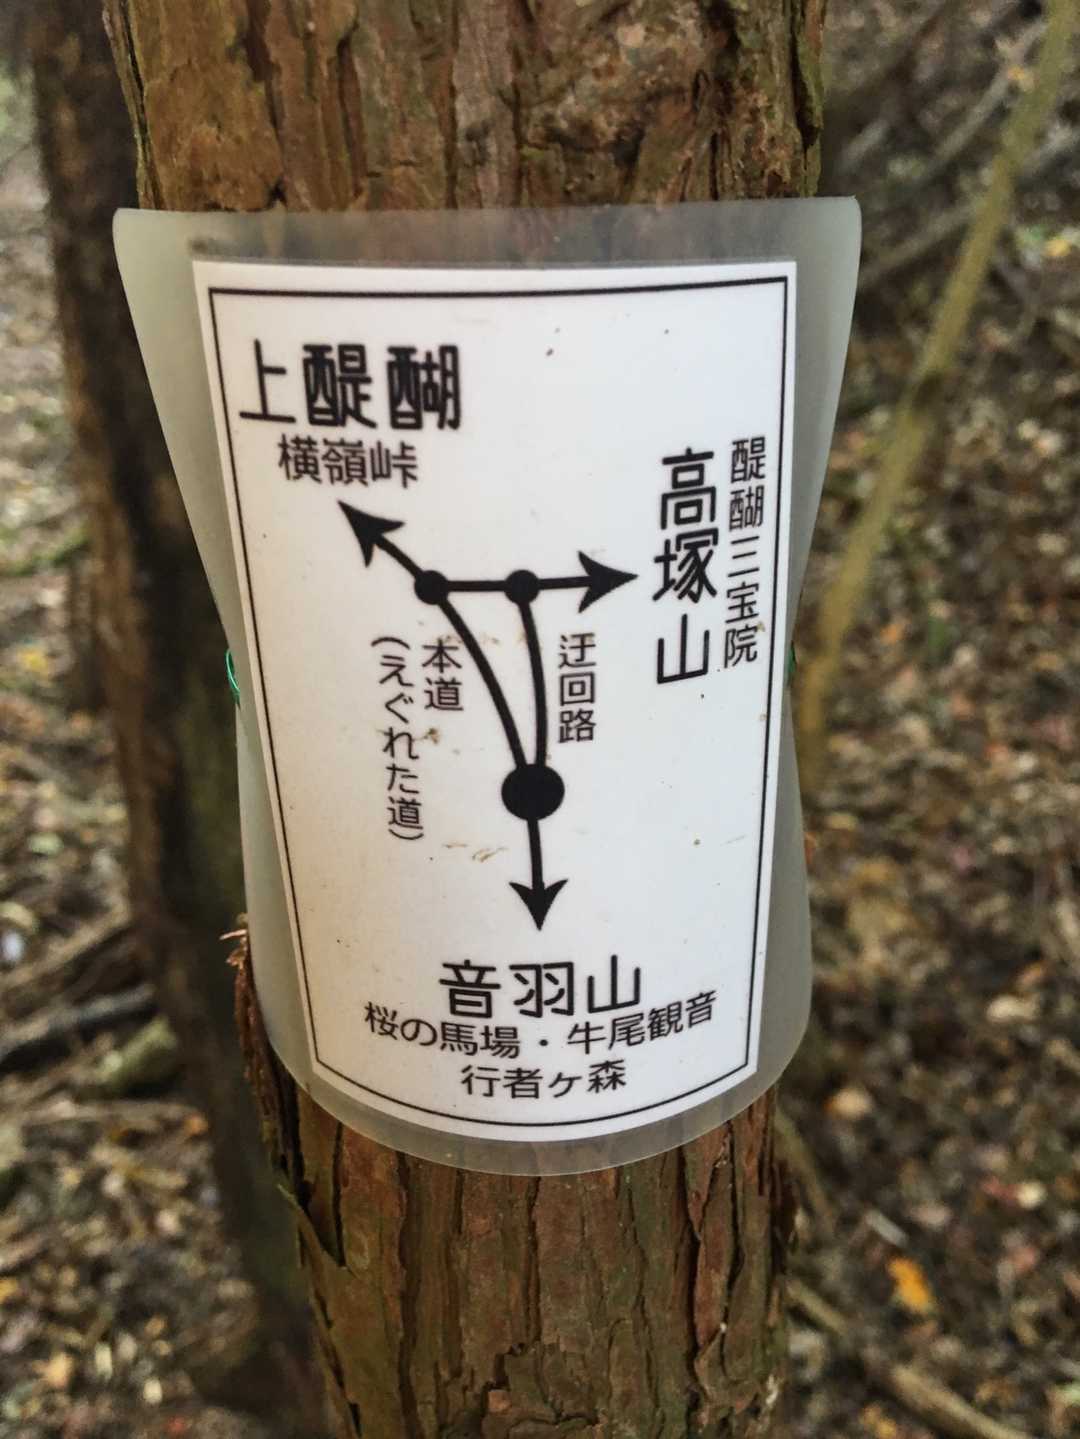 上醍醐
横嶺峠
高塚山
醍醐三宝院
本道
(えぐれた道)
迂回路
音羽山
桜の馬場・牛尾観音
行者ヶ森